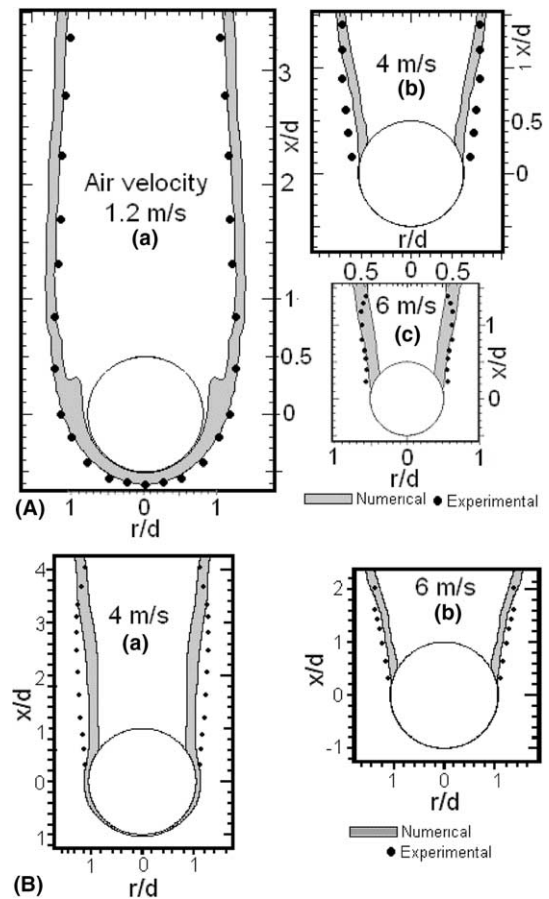 3
2
1
0.5
0
x/d
Air velocity
1.2 m/s
(a)
1 0 1
r/d
(A)
4 m/s
(b)
1
0.5
0
x/d
r/d
0.5 0 0.5
6 m/s
(c)
1
0
x/d
1 0 1
r/d
Numerical Experimental
4
3
2
1
0
1
x/d
4 m/s
(a)
1 0 1
r/d
(B)
6 m/s
(b)
2
1
0
-1
x/d
1 0 1
r/d
Numerical
Experimental